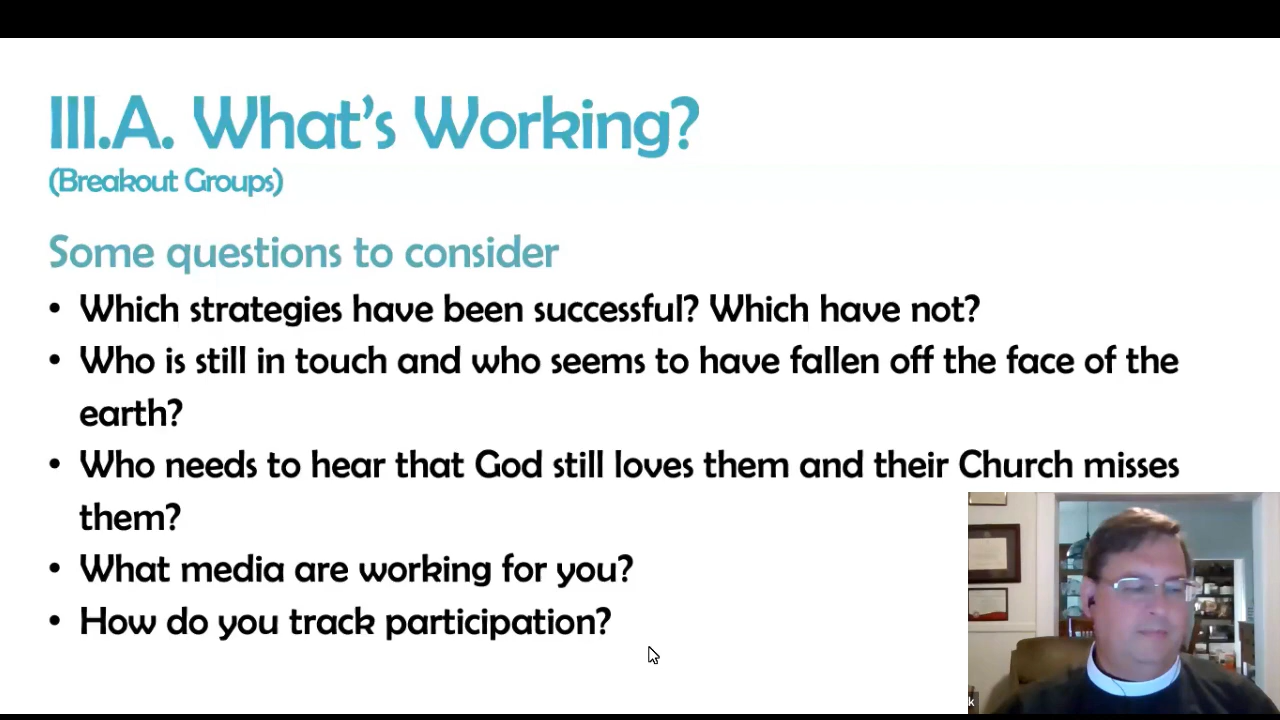 III.A. What's Working?
(Breakout Groups)
Some questions to consider
• Which strategies have been successful? Which have not?
• Who is still in touch and who seems to have fallen off the face of the
earth?
• Who needs to hear that God still loves them and their Church misses
them?
• What media are working for you?
• How do you track participation?
k